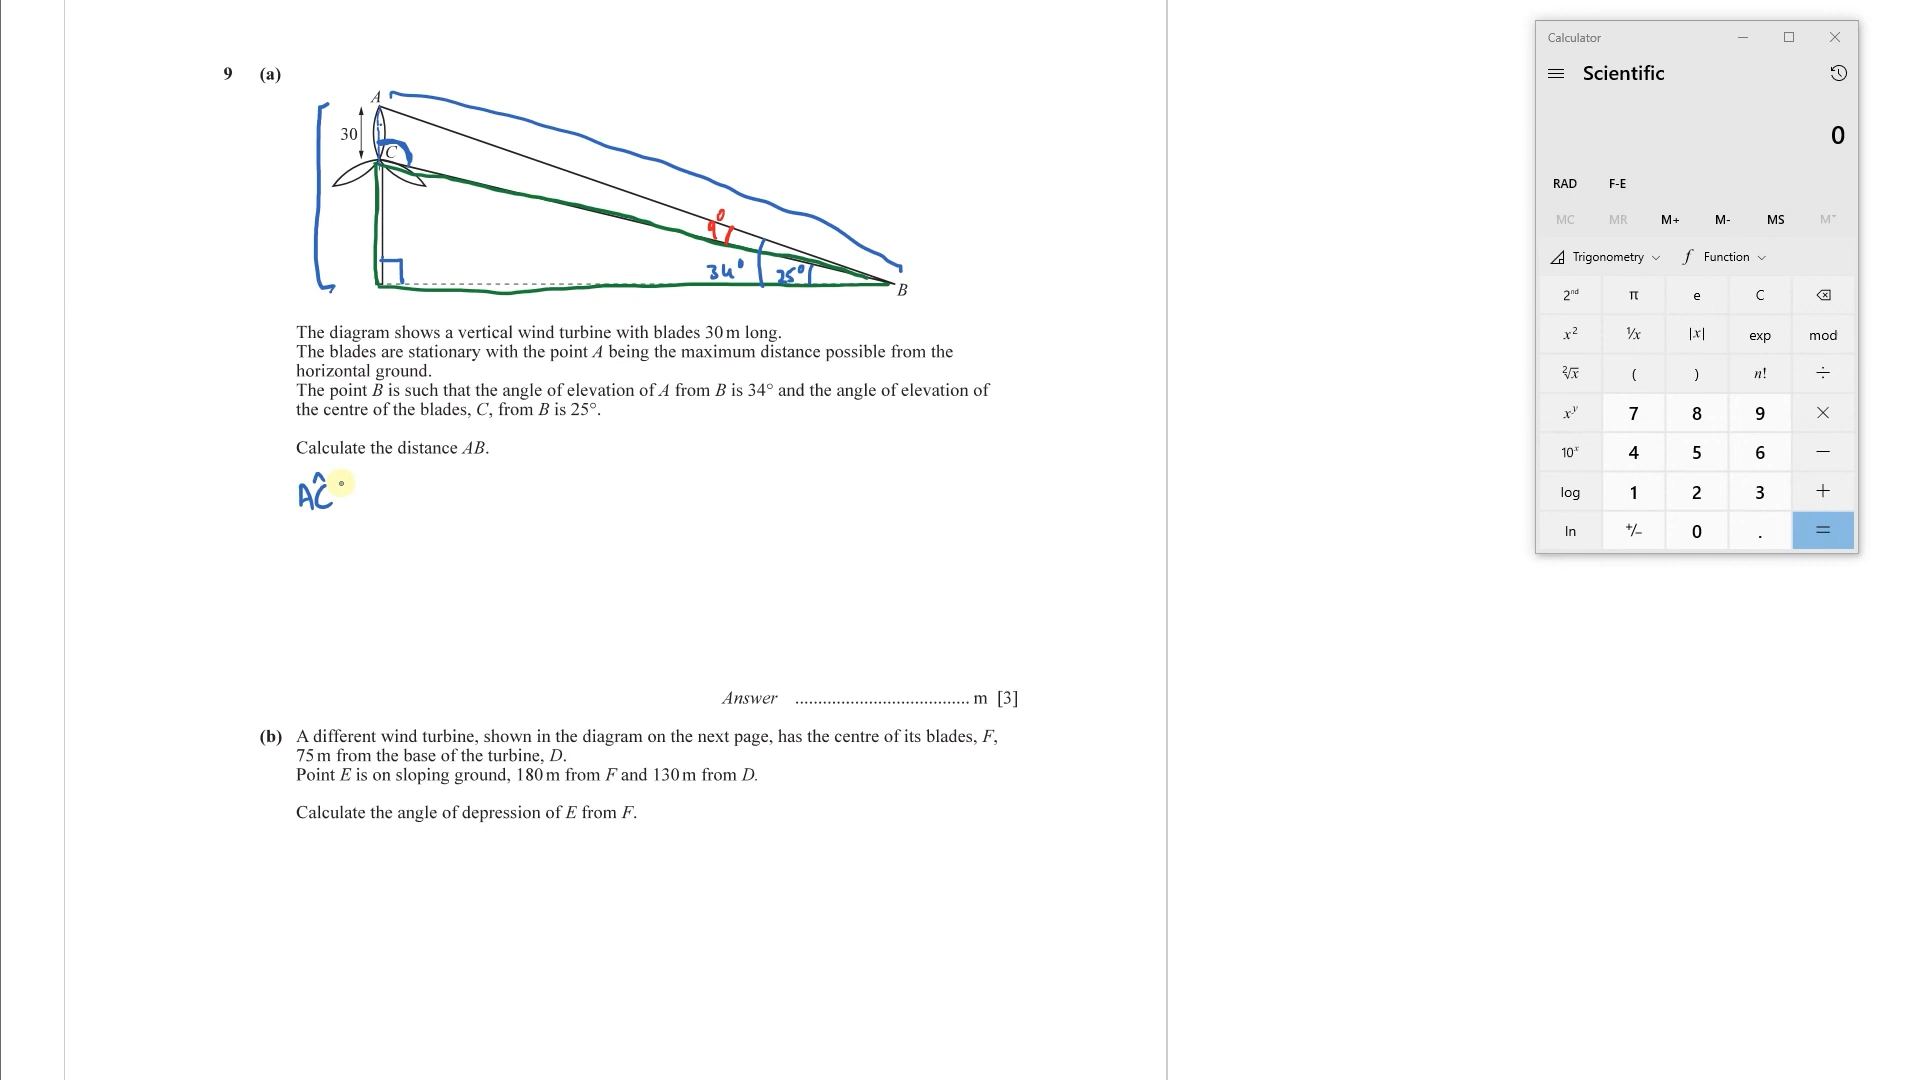 9 (a)
A
30
C
9°
34°
25°
B
The diagram shows a vertical wind turbine with blades 30 m long.
The blades are stationary with the point A being the maximum distance possible from the
horizontal ground.
The point B is such that the angle of elevation of A from B is 34° and the angle of elevation of
the centre of the blades, C, from B is 25°.
Calculate the distance AB.
AĈ
Answer ..................................... m [3]
(b) A different wind turbine, shown in the diagram on the next page, has the centre of its blades, F,
75 m from the base of the turbine, D.
Point E is on sloping ground, 180 m from F and 130 m from D.
Calculate the angle of depression of E from F.
Calculator
Scientific
0
RAD F-E
MC MR M+ M- MS M˅
Trigonometry f Function
2ⁿᵈ π e C
x² ¹/x |x| exp mod
²√x ( ) n! ÷
xʸ 7 8 9 ×
10ˣ 4 5 6 −
log 1 2 3 +
ln +/− 0 . =